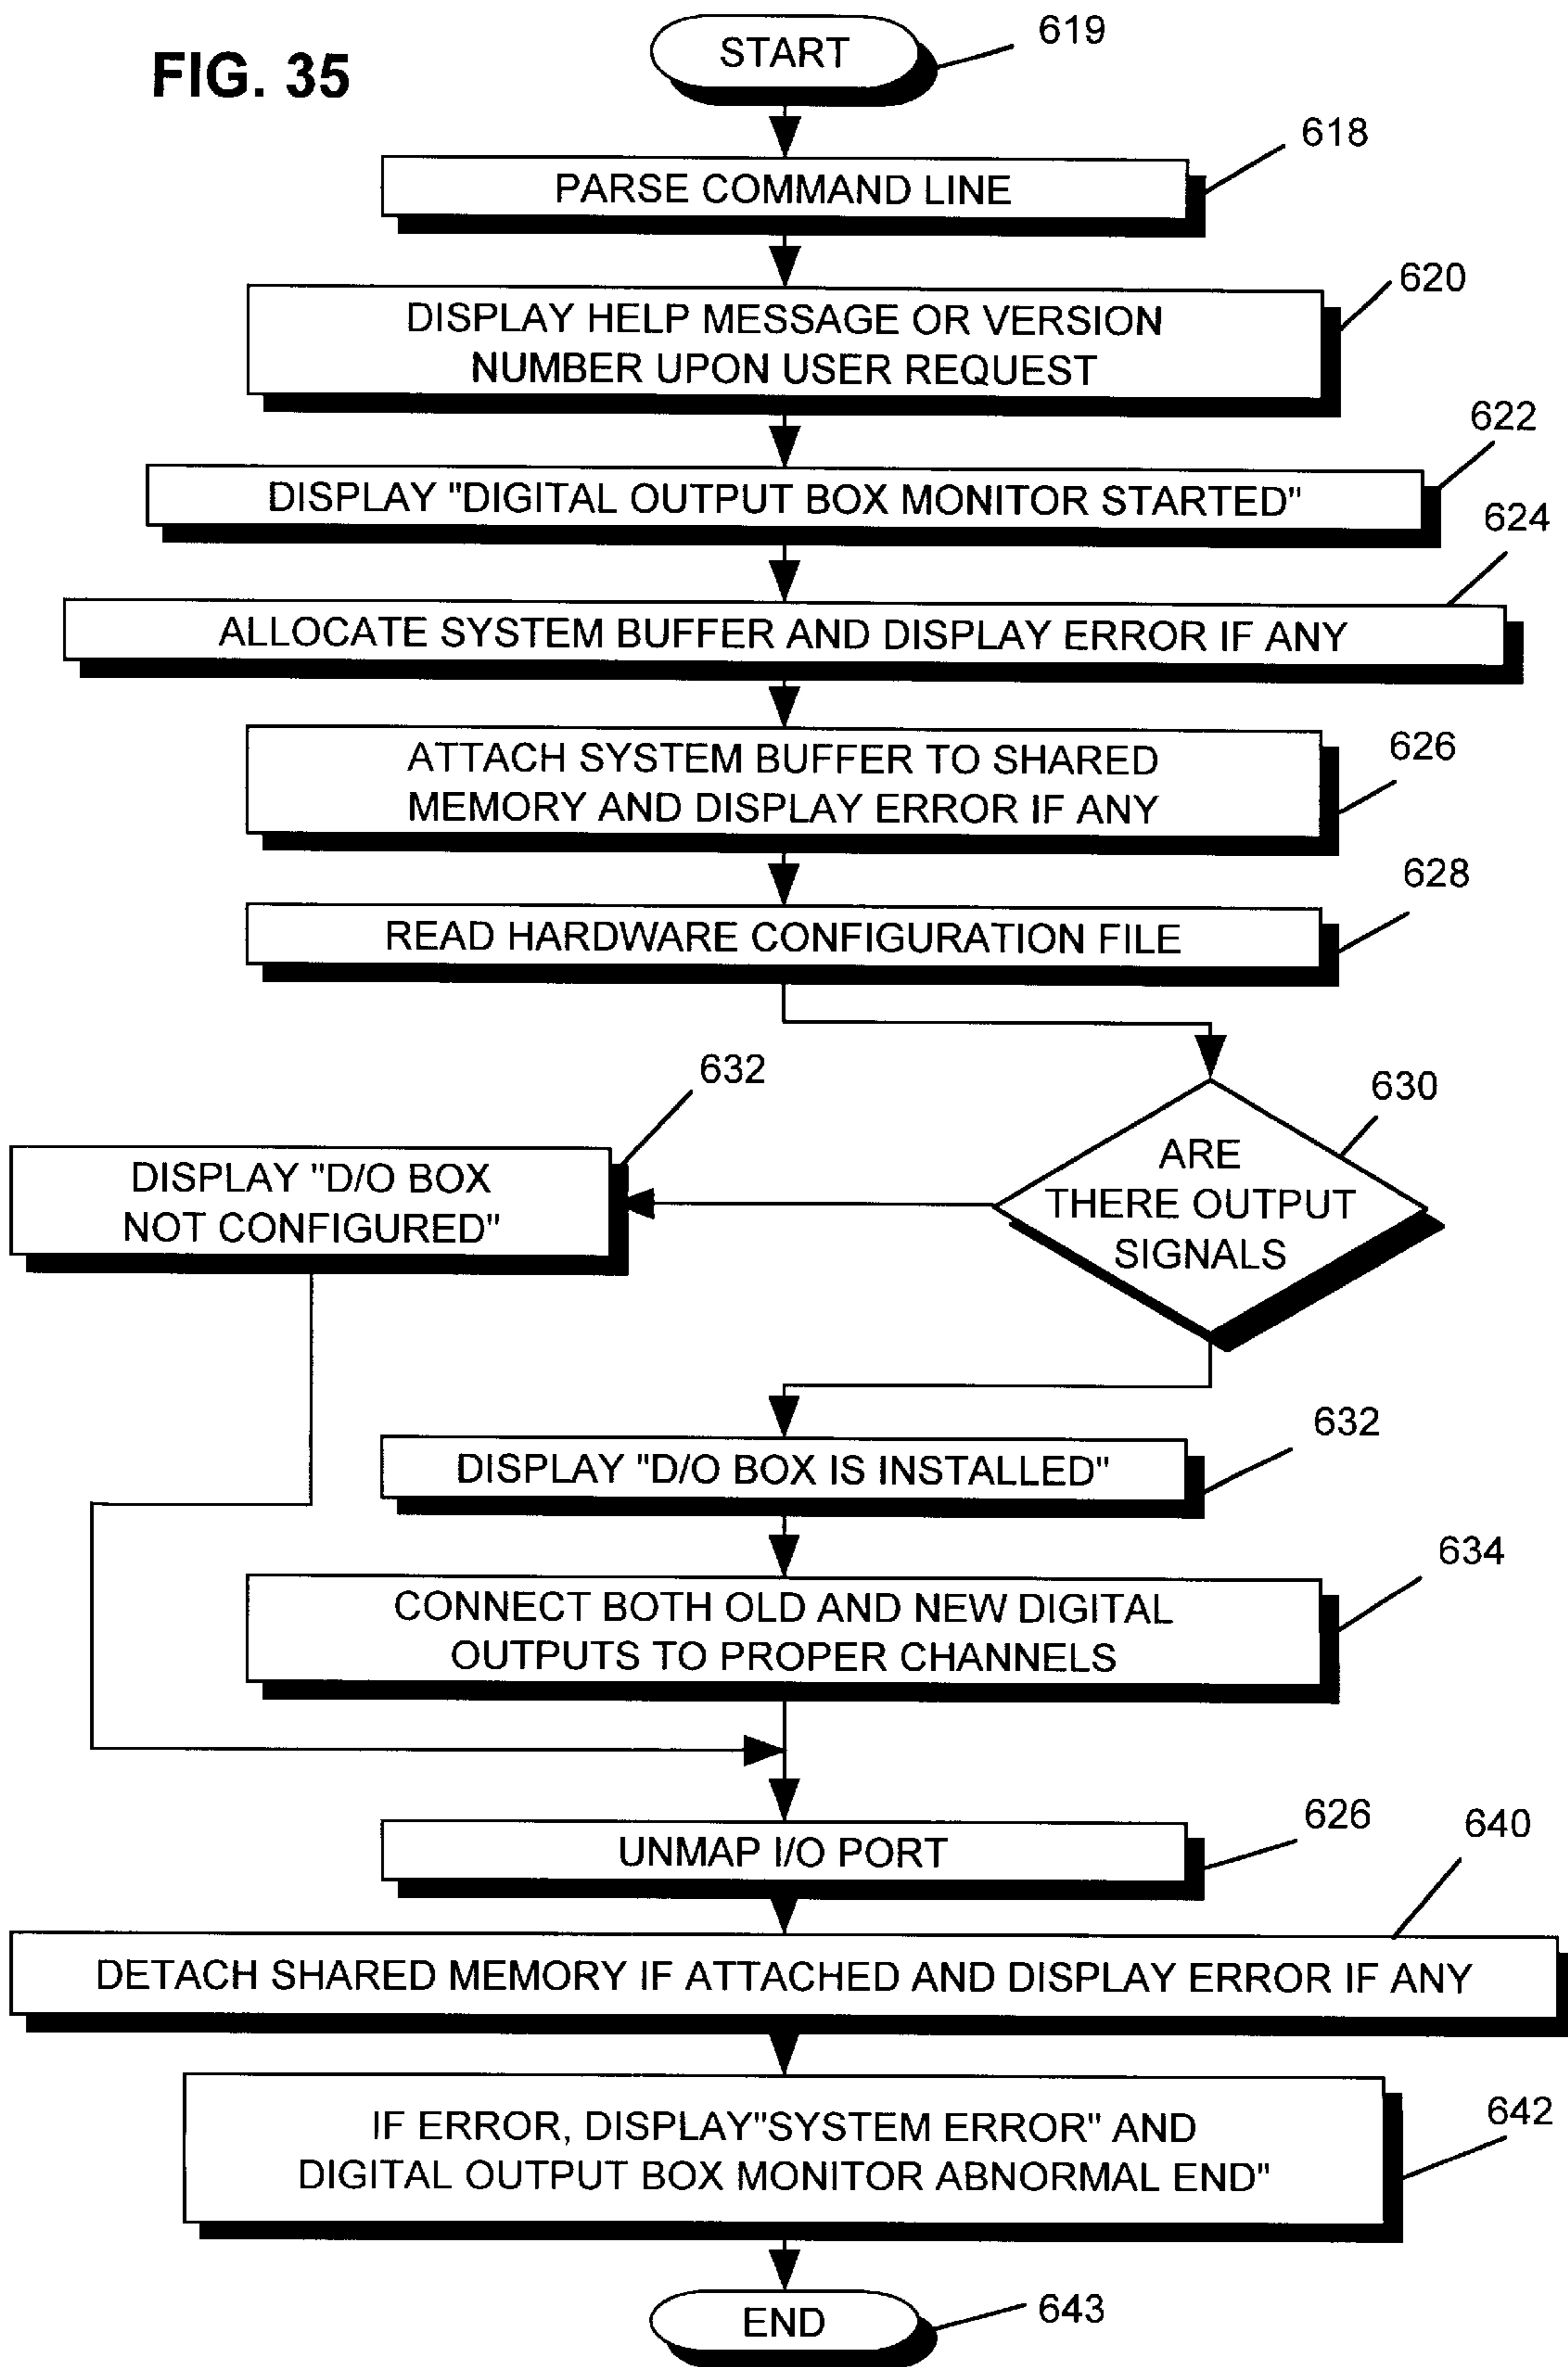 FIG. 35
START
619
618
PARSE COMMAND LINE
620
DISPLAY HELP MESSAGE OR VERSION
NUMBER UPON USER REQUEST
622
DISPLAY "DIGITAL OUTPUT BOX MONITOR STARTED"
624
ALLOCATE SYSTEM BUFFER AND DISPLAY ERROR IF ANY
626
ATTACH SYSTEM BUFFER TO SHARED
MEMORY AND DISPLAY ERROR IF ANY
628
READ HARDWARE CONFIGURATION FILE
632
630
DISPLAY "D/O BOX
NOT CONFIGURED"
ARE
THERE OUTPUT
SIGNALS
632
DISPLAY "D/O BOX IS INSTALLED"
634
CONNECT BOTH OLD AND NEW DIGITAL
OUTPUTS TO PROPER CHANNELS
626
UNMAP I/O PORT
640
DETACH SHARED MEMORY IF ATTACHED AND DISPLAY ERROR IF ANY
642
IF ERROR, DISPLAY"SYSTEM ERROR" AND
DIGITAL OUTPUT BOX MONITOR ABNORMAL END"
END
643